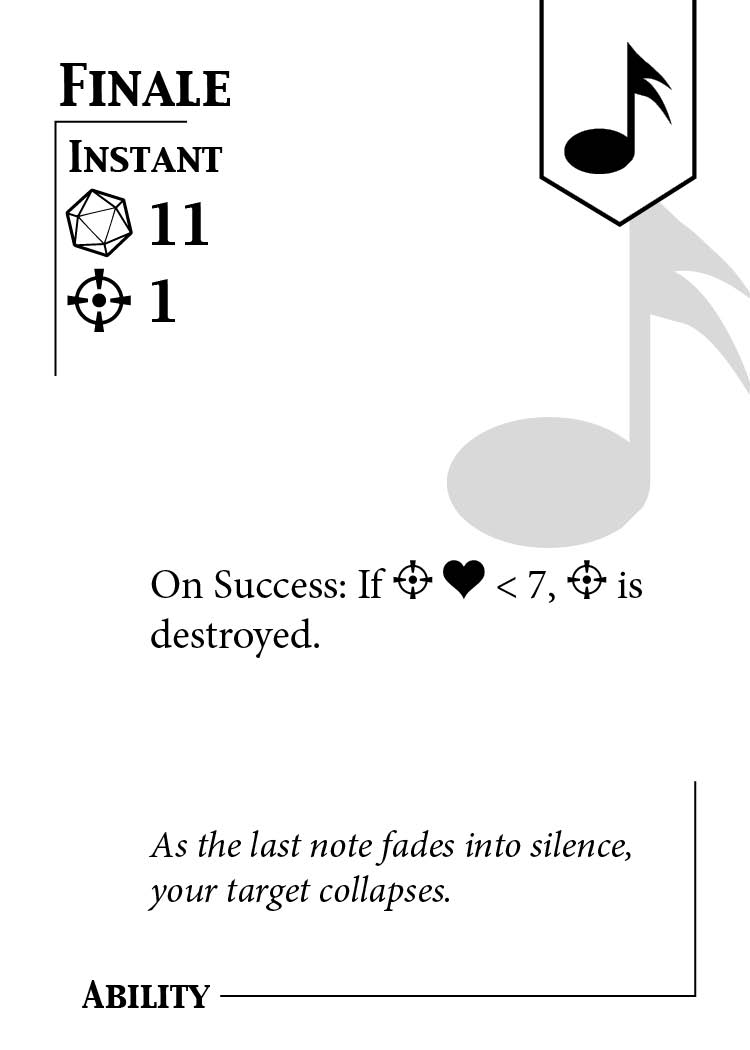 Finale
Instant
11
1
On Success: If < 7, is
destroyed.
As the last note fades into silence,
your target collapses.
Ability